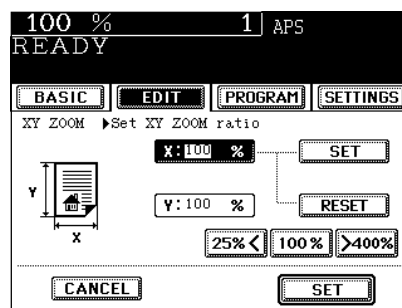 100 % 1 APS
READY
BASIC EDIT PROGRAM SETTINGS
XY ZOOM ▶Set XY ZOOM ratio
X:100 % SET
Y
Y:100 % RESET
X
25%< 100 % >400%
CANCEL SET